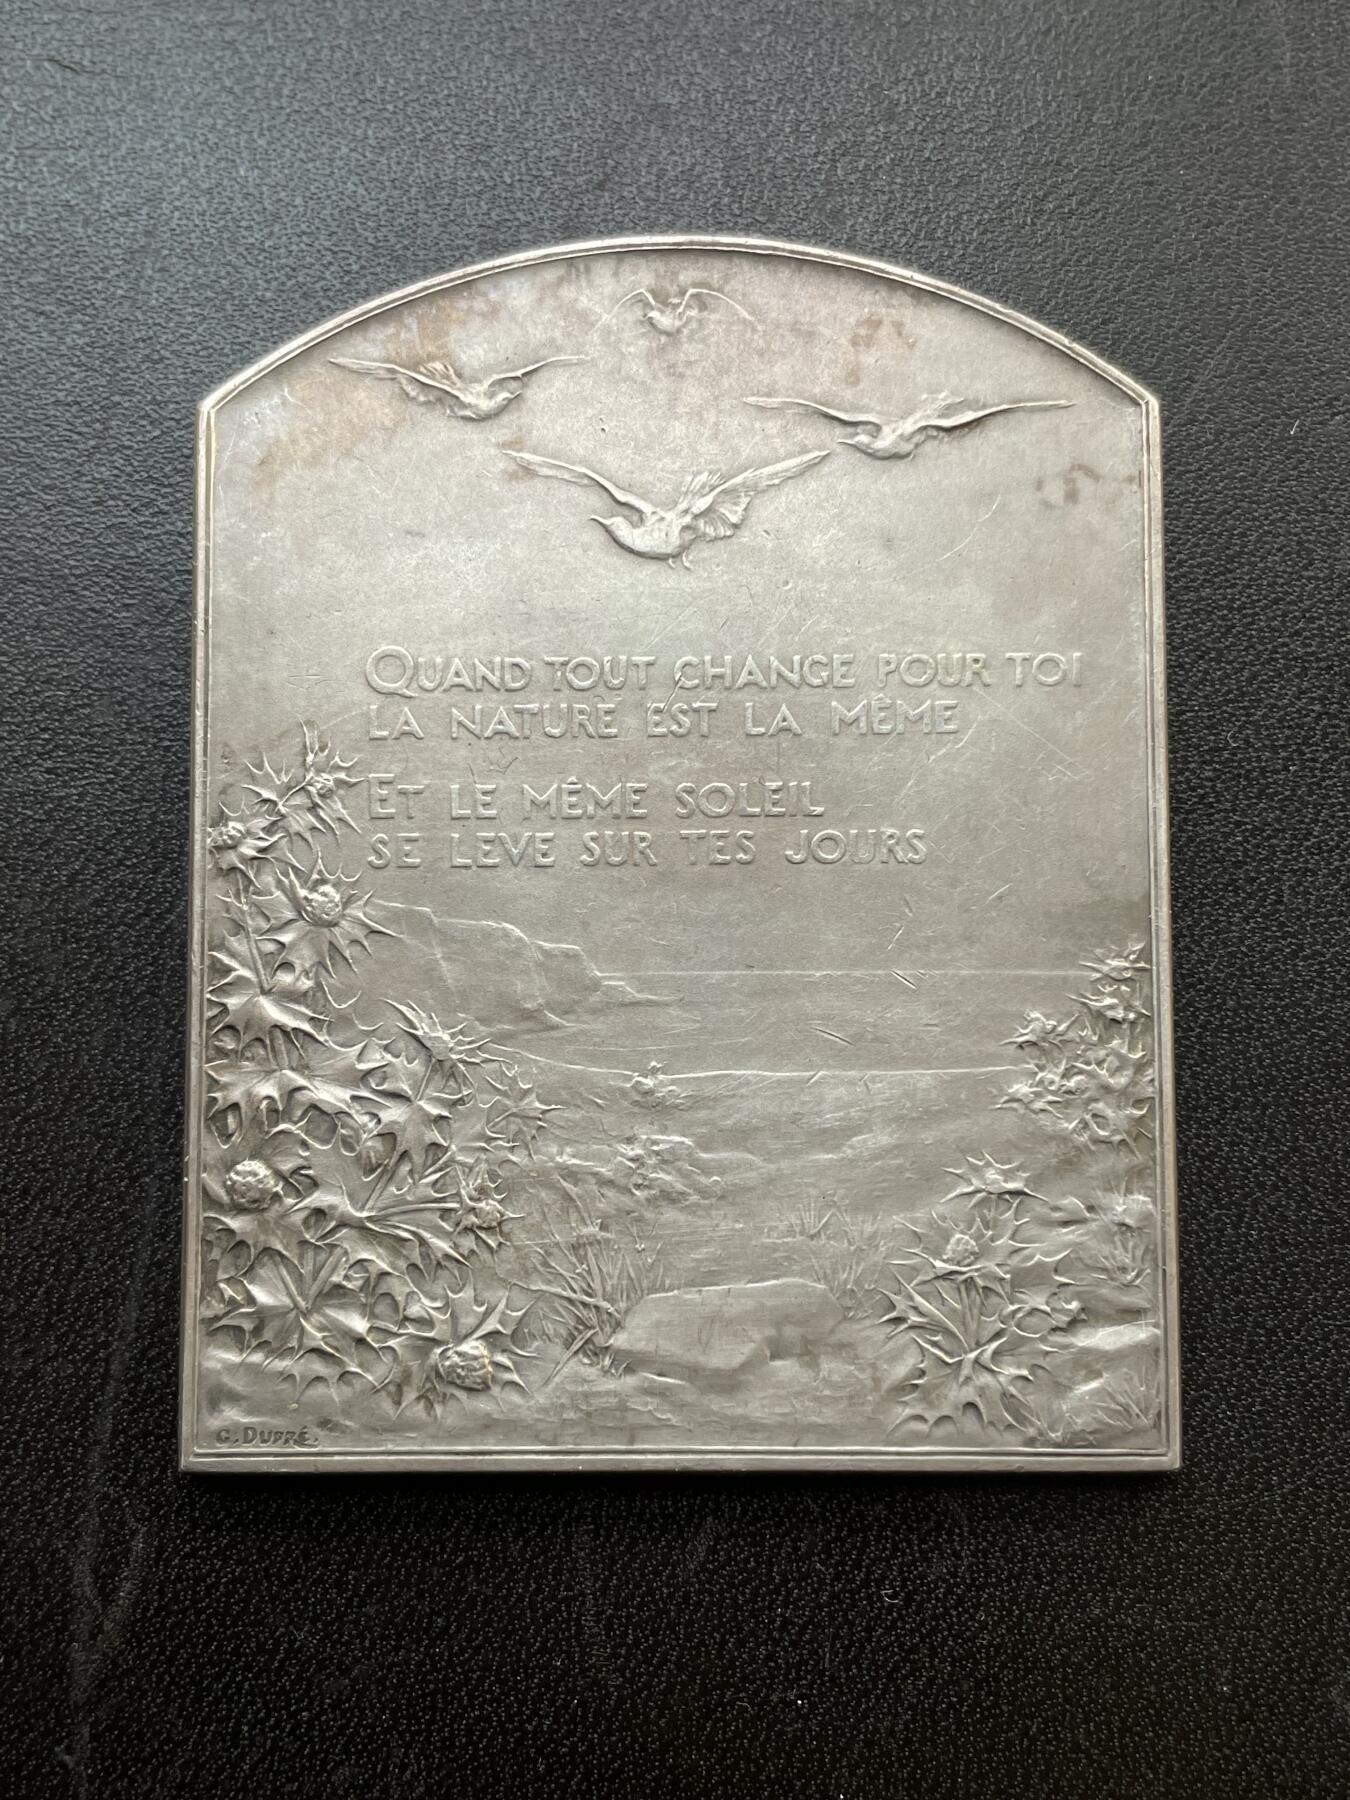 QUAND TOUT CHANGE POUR TOI
LA NATURE EST LA MÊME
ET LE MÊME SOLEIL
SE LEVE SUR TES JOURS
G. DUPRÉ.